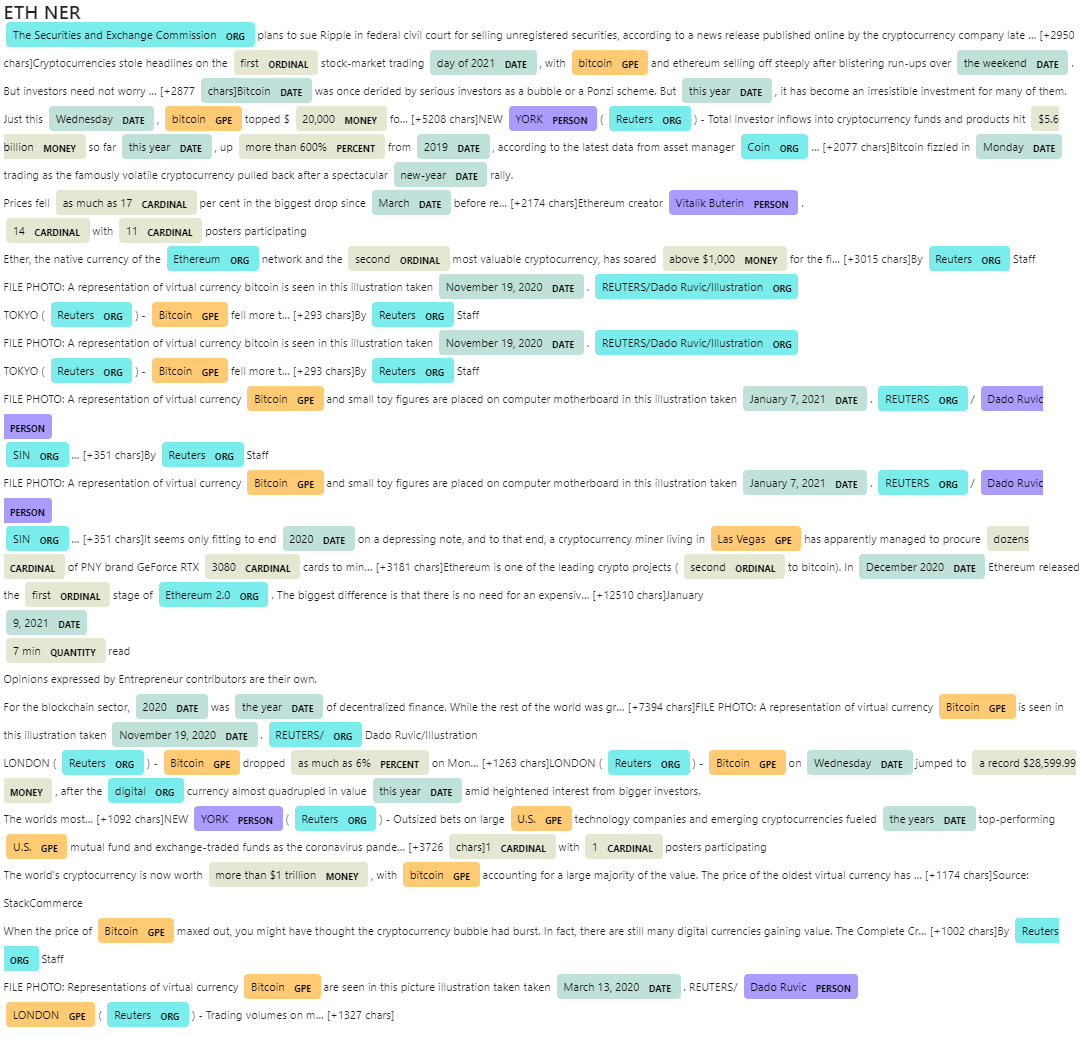 ETH NER
The Securities and Exchange Commission ORG plans to sue Ripple in federal civil court for selling unregistered securities, according to a news release published online by the cryptocurrency company late ... [+2950
chars]Cryptocurrencies stole headlines on the first ORDINAL stock-market trading day of 2021 DATE , with bitcoin GPE and ethereum selling off steeply after blistering run-ups over the weekend DATE .
But investors need not worry ... [+2877 chars]Bitcoin DATE was once derided by serious investors as a bubble or a Ponzi scheme. But this year DATE , it has become an irresistible investment for many of them.
Just this Wednesday DATE , bitcoin GPE topped $ 20,000 MONEY fo... [+5208 chars]NEW YORK PERSON ( Reuters ORG ) - Total investor inflows into cryptocurrency funds and products hit $5.6
billion MONEY so far this year DATE , up more than 600% PERCENT from 2019 DATE , according to the latest data from asset manager Coin ORG ... [+2077 chars]Bitcoin fizzled in Monday DATE
trading as the famously volatile cryptocurrency pulled back after a spectacular new-year DATE rally.
Prices fell as much as 17 CARDINAL per cent in the biggest drop since March DATE before re... [+2174 chars]Ethereum creator Vitalik Buterin PERSON .
14 CARDINAL with 11 CARDINAL posters participating
Ether, the native currency of the Ethereum ORG network and the second ORDINAL most valuable cryptocurrency, has soared above $1,000 MONEY for the fi... [+3015 chars]By Reuters ORG Staff
FILE PHOTO: A representation of virtual currency bitcoin is seen in this illustration taken November 19, 2020 DATE . REUTERS/Dado Ruvic/Illustration ORG
TOKYO ( Reuters ORG ) - Bitcoin GPE fell more t... [+293 chars]By Reuters ORG Staff
FILE PHOTO: A representation of virtual currency bitcoin is seen in this illustration taken November 19, 2020 DATE . REUTERS/Dado Ruvic/Illustration ORG
TOKYO ( Reuters ORG ) - Bitcoin GPE fell more t... [+293 chars]By Reuters ORG Staff
FILE PHOTO: A representation of virtual currency Bitcoin GPE and small toy figures are placed on computer motherboard in this illustration taken January 7, 2021 DATE . REUTERS ORG / Dado Ruvic
PERSON
SIN ORG ... [+351 chars]By Reuters ORG Staff
FILE PHOTO: A representation of virtual currency Bitcoin GPE and small toy figures are placed on computer motherboard in this illustration taken January 7, 2021 DATE . REUTERS ORG / Dado Ruvic
PERSON
SIN ORG ... [+351 chars]It seems only fitting to end 2020 DATE on a depressing note, and to that end, a cryptocurrency miner living in Las Vegas GPE has apparently managed to procure dozens
CARDINAL of PNY brand GeForce RTX 3080 CARDINAL cards to min... [+3181 chars]Ethereum is one of the leading crypto projects ( second ORDINAL to bitcoin). In December 2020 DATE Ethereum released
the first ORDINAL stage of Ethereum 2.0 ORG . The biggest difference is that there is no need for an expensiv... [+12510 chars]January
9, 2021 DATE
7 min QUANTITY read
Opinions expressed by Entrepreneur contributors are their own.
For the blockchain sector, 2020 DATE was the year DATE of decentralized finance. While the rest of the world was gr... [+7394 chars]FILE PHOTO: A representation of virtual currency Bitcoin GPE is seen in
this illustration taken November 19, 2020 DATE . REUTERS/ ORG Dado Ruvic/Illustration
LONDON ( Reuters ORG ) - Bitcoin GPE dropped as much as 6% PERCENT on Mon... [+1263 chars]LONDON ( Reuters ORG ) - Bitcoin GPE on Wednesday DATE jumped to a record $28,599.99
MONEY , after the digital ORG currency almost quadrupled in value this year DATE amid heightened interest from bigger investors.
The worlds most... [+1092 chars]NEW YORK PERSON ( Reuters ORG ) - Outsized bets on large U.S. GPE technology companies and emerging cryptocurrencies fueled the years DATE top-performing
U.S. GPE mutual fund and exchange-traded funds as the coronavirus pande... [+3726 chars]1 CARDINAL with 1 CARDINAL posters participating
The world's cryptocurrency is now worth more than $1 trillion MONEY , with bitcoin GPE accounting for a large majority of the value. The price of the oldest virtual currency has ... [+1174 chars]Source:
StackCommerce
When the price of Bitcoin GPE maxed out, you might have thought the cryptocurrency bubble had burst. In fact, there are still many digital currencies gaining value. The Complete Cr... [+1002 chars]By Reuters
ORG Staff
FILE PHOTO: Representations of virtual currency Bitcoin GPE are seen in this picture illustration taken taken March 13, 2020 DATE . REUTERS/ Dado Ruvic PERSON
LONDON GPE ( Reuters ORG ) - Trading volumes on m... [+1327 chars]